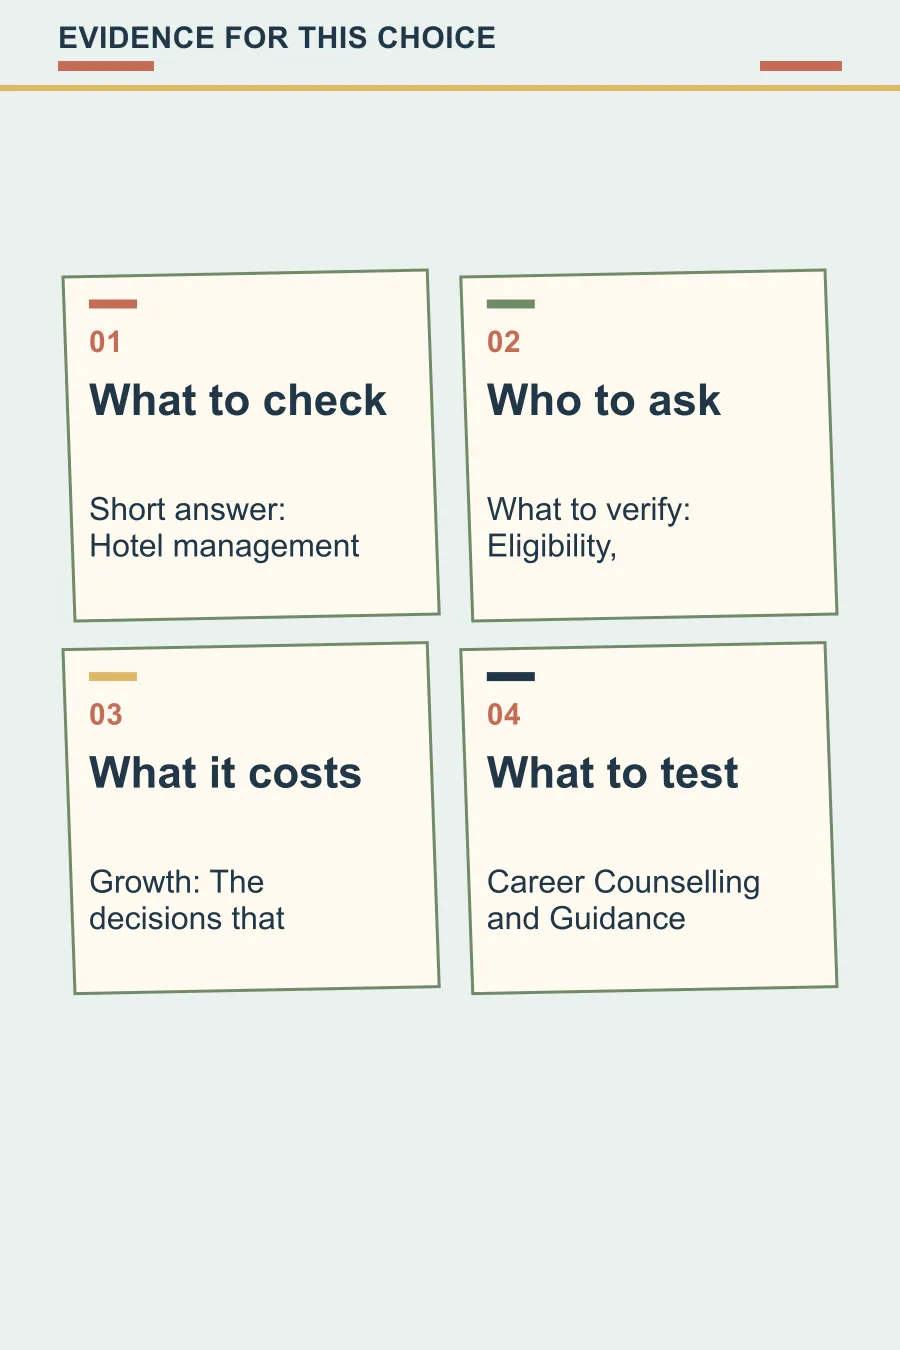 EVIDENCE FOR THIS CHOICE
01
What to check
Short answer:
Hotel management
02
Who to ask
What to verify:
Eligibility,
03
What it costs
Growth: The
decisions that
04
What to test
Career Counselling
and Guidance